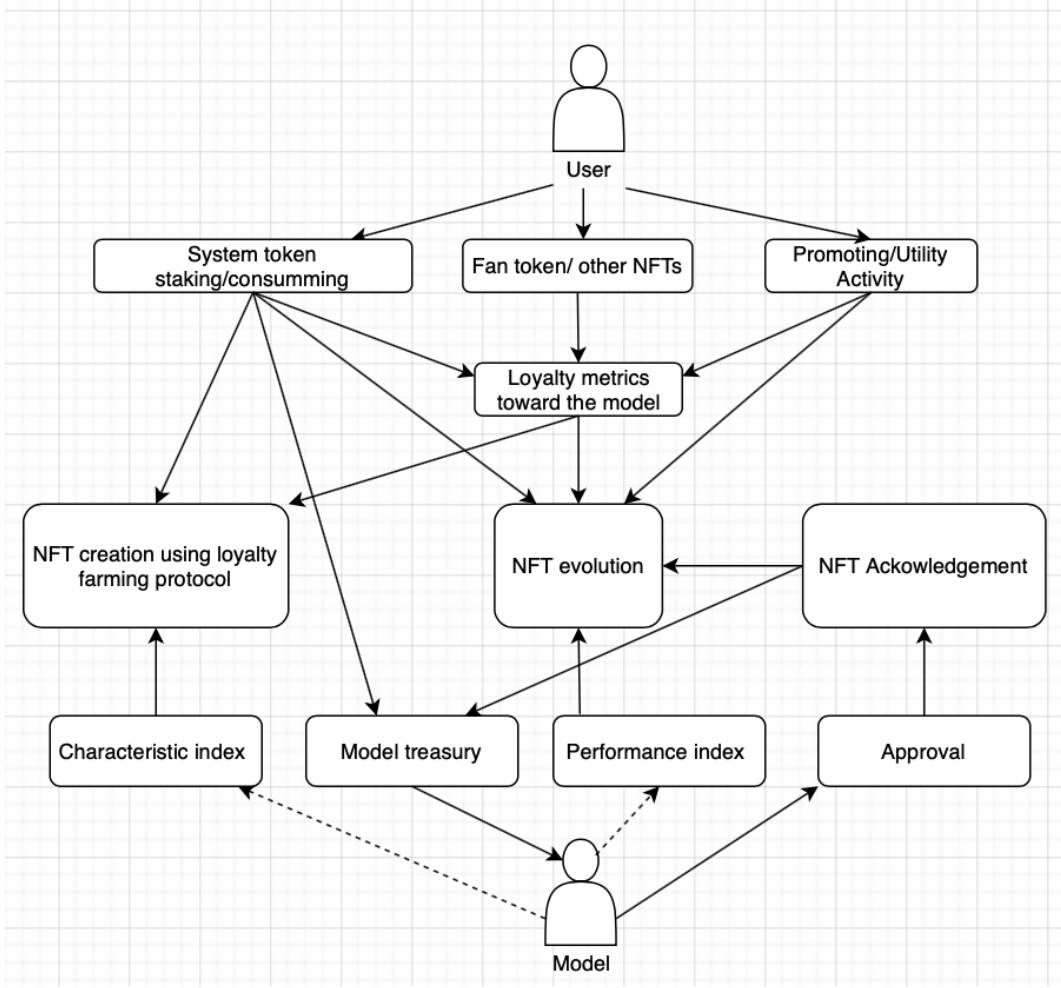 User
System token
staking/consumming
Fan token/ other NFTs
Promoting/Utility
Activity
Loyalty metrics
toward the model
NFT creation using loyalty
farming protocol
NFT evolution
NFT Ackowledgement
Characteristic index
Model treasury
Performance index
Approval
Model